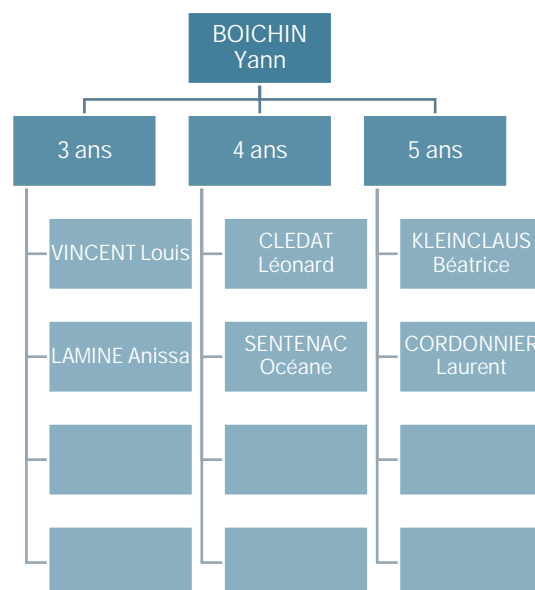 BOICHIN
Yann
3 ans
4 ans
5 ans
VINCENT Louis
CLEDAT
Léonard
KLEINCLAUS
Béatrice
LAMINE Anissa
SENTENAC
Océane
CORDONNIER
Laurent